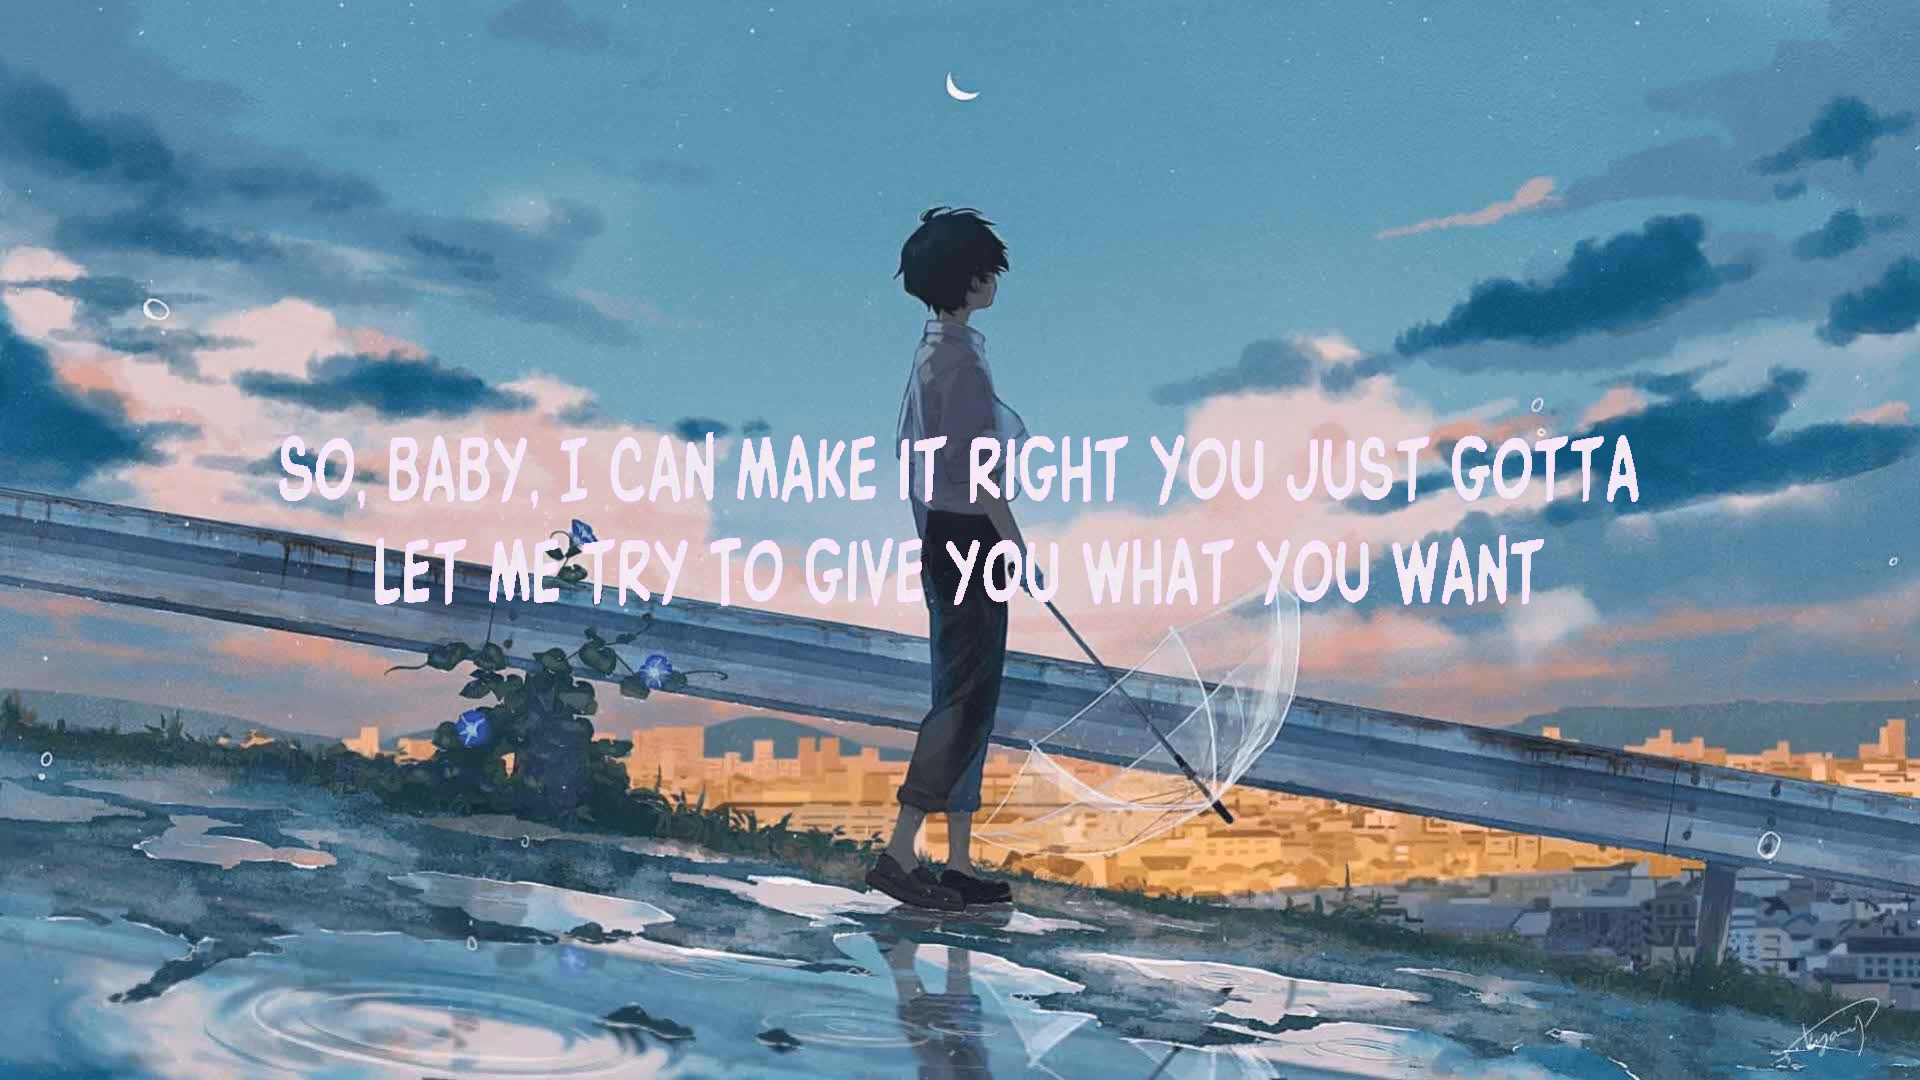 SO, BABY, I CAN MAKE IT RIGHT YOU JUST GOTTA
LET ME TRY TO GIVE YOU WHAT YOU WANT